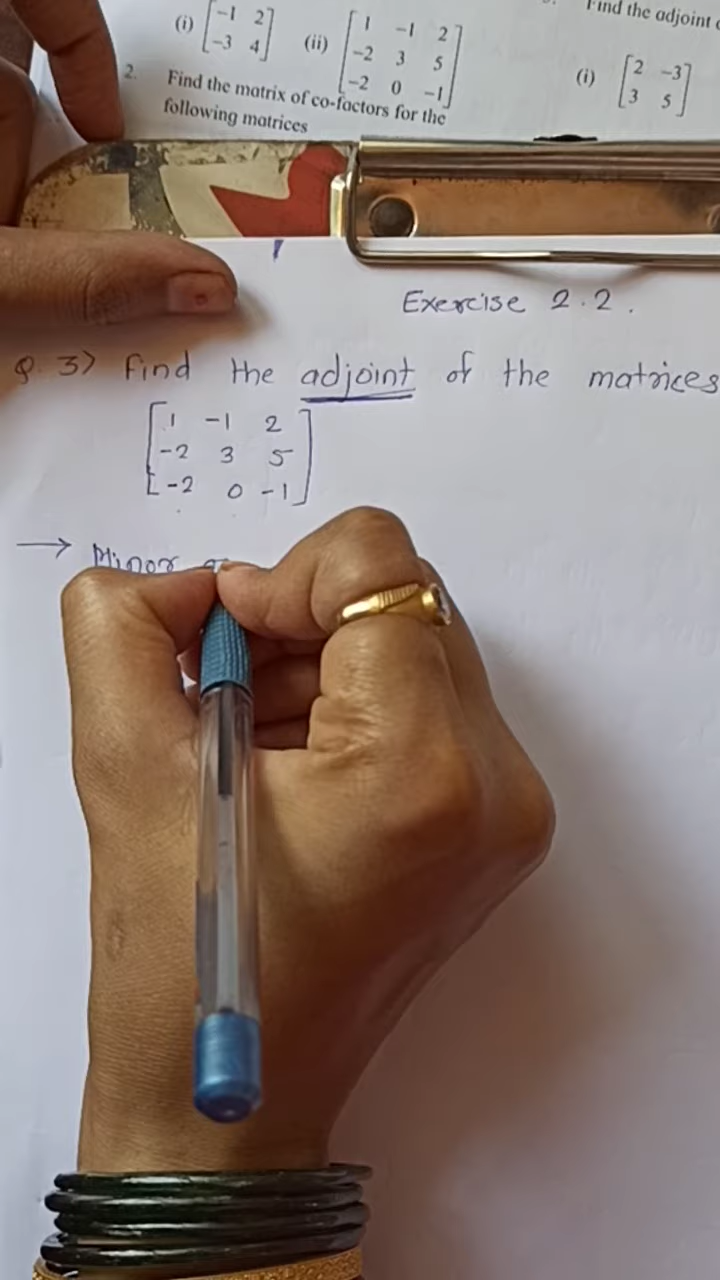 (i) [-1 2 (ii) [1 -1 2
-3 4] -2 3 5
-2 0 -1]
2. Find the matrix of co-factors for the
following matrices
Find the adjoint
(i) [2 -3
3 5]
Exercise 2.2.
Q.3) Find the adjoint of the matrices
[1 -1 2
-2 3 5
-2 0 -1]
→ Minor